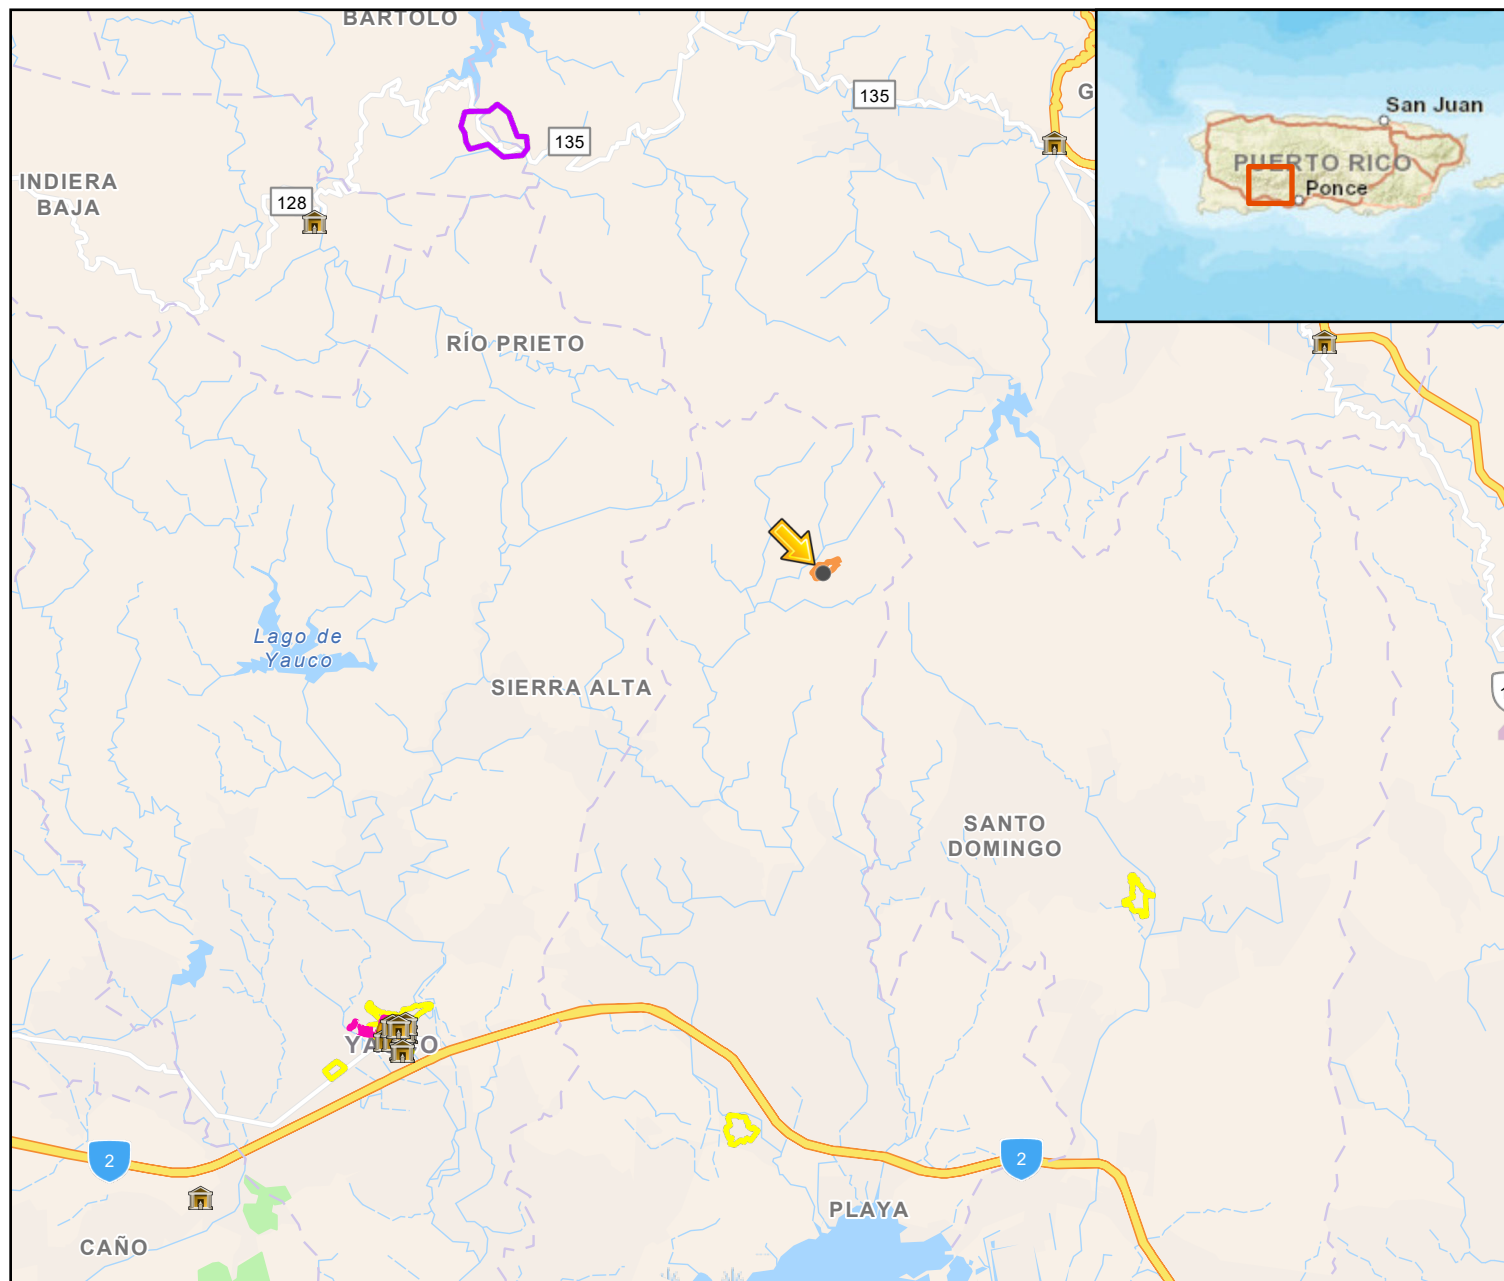 BARTOLO
135
G
San Juan
PUERTO RICO
Ponce
135
INDIERA
BAJA
128
RÍO PRIETO
Lago de
Yauco
SIERRA ALTA
SANTO
DOMINGO
2
2
PLAYA
CAÑO